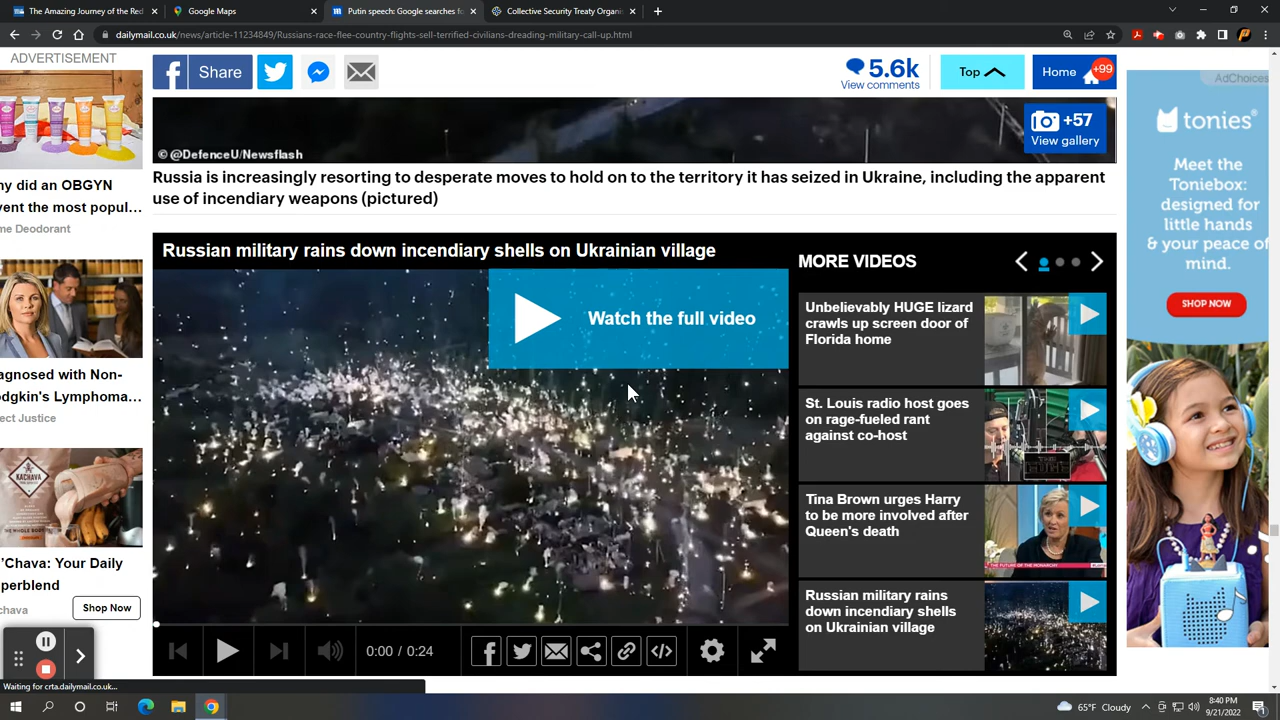 The Amazing Journey of the Red
Google Maps
Putin speech: Google searches fo
Collective Security Treaty Organis
dailymail.co.uk/news/article-11234849/Russians-race-flee-country-flights-sell-terrified-civilians-dreading-military-call-up.html
ADVERTISEMENT
Share
5.6k
View comments
Top
Home
+99
AdChoices
+57
View gallery
© @DefenceU/Newsflash
Russia is increasingly resorting to desperate moves to hold on to the territory it has seized in Ukraine, including the apparent
use of incendiary weapons (pictured)
hy did an OBGYN
vent the most popul...
me Deodorant
agnosed with Non-
odgkin's Lymphoma...
ect Justice
KACHAVA
'Chava: Your Daily
perblend
chava
Shop Now
Russian military rains down incendiary shells on Ukrainian village
Watch the full video
0:00 / 0:24
MORE VIDEOS
Unbelievably HUGE lizard
crawls up screen door of
Florida home
St. Louis radio host goes
on rage-fueled rant
against co-host
Tina Brown urges Harry
to be more involved after
Queen's death
THE FUTURE OF THE MONARCHY
Russian military rains
down incendiary shells
on Ukrainian village
tonies®
Meet the
Toniebox:
designed for
little hands
& your peace of
mind.
SHOP NOW
Waiting for crta.dailymail.co.uk...
65°F Cloudy
8:40 PM
9/21/2022